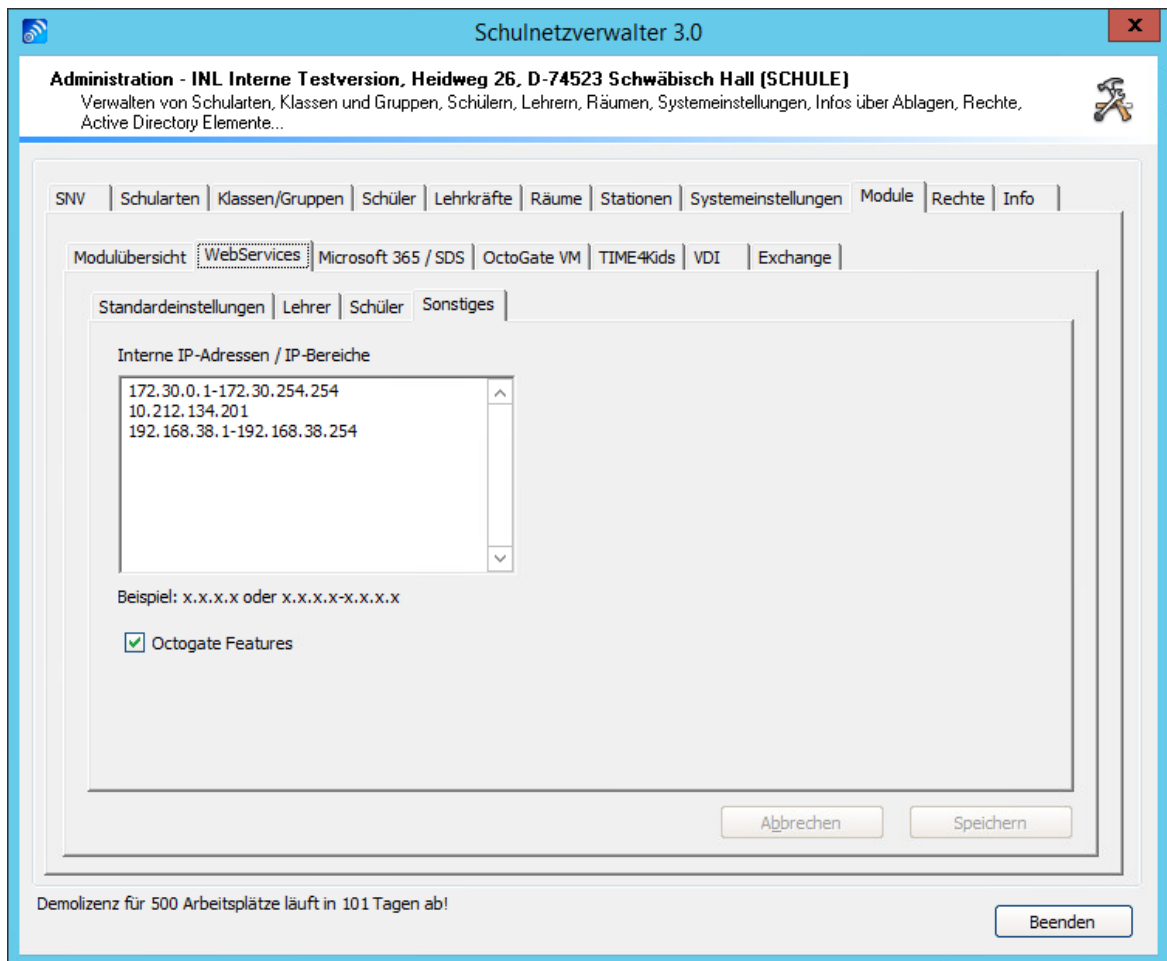 Schulnetzverwalter 3.0
x
Administration - INL Interne Testversion, Heidweg 26, D-74523 Schwäbisch Hall (SCHULE)
Verwalten von Schularten, Klassen und Gruppen, Schülern, Lehrern, Räumen, Systemeinstellungen, Infos über Ablagen, Rechte,
Active Directory Elemente...
SNV Schularten Klassen/Gruppen Schüler Lehrkräfte Räume Stationen Systemeinstellungen Module Rechte Info
Modulübersicht WebServices Microsoft 365 / SDS OctoGate VM TIME4Kids VDI Exchange
Standardeinstellungen Lehrer Schüler Sonstiges
Interne IP-Adressen / IP-Bereiche
172.30.0.1-172.30.254.254
10.212.134.201
192.168.38.1-192.168.38.254
Beispiel: x.x.x.x oder x.x.x.x-x.x.x.x
Octogate Features
Abbrechen Speichern
Demolizenz für 500 Arbeitsplätze läuft in 101 Tagen ab!
Beenden